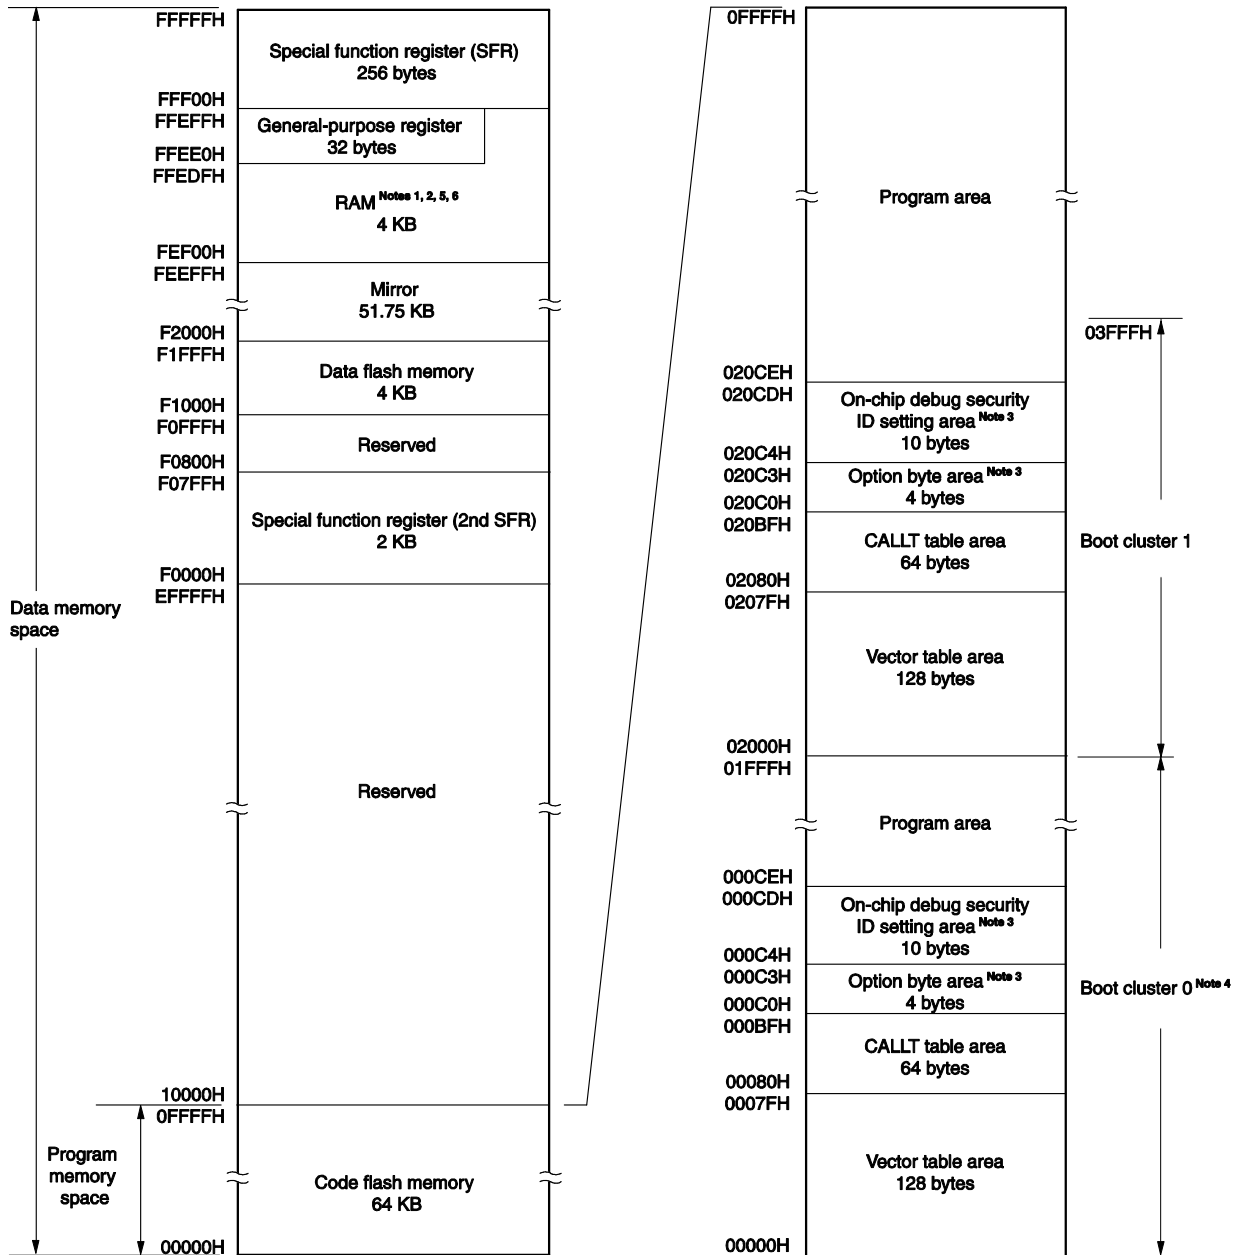 FFFFFH
Special function register (SFR)
256 bytes
FFF00H
FFEFFH
General-purpose register
32 bytes
FFEE0H
FFEDFH
RAM Notes 1, 2, 5, 6
4 KB
FEF00H
FEEFFH
Mirror
51.75 KB
F2000H
F1FFFH
Data flash memory
4 KB
F1000H
F0FFFH
Reserved
F0800H
F07FFH
Special function register (2nd SFR)
2 KB
F0000H
EFFFFH
Data memory
space
Reserved
10000H
0FFFFH
Program
memory
space
Code flash memory
64 KB
00000H
0FFFFH
Program area
03FFFH
020CEH
020CDH
On-chip debug security
ID setting area Note 3
10 bytes
020C4H
020C3H
Option byte area Note 3
4 bytes
020C0H
020BFH
CALLT table area
64 bytes
Boot cluster 1
02080H
0207FH
Vector table area
128 bytes
02000H
01FFFH
Program area
000CEH
000CDH
On-chip debug security
ID setting area Note 3
10 bytes
000C4H
000C3H
Option byte area Note 3
4 bytes
Boot cluster 0 Note 4
000C0H
000BFH
CALLT table area
64 bytes
00080H
0007FH
Vector table area
128 bytes
00000H